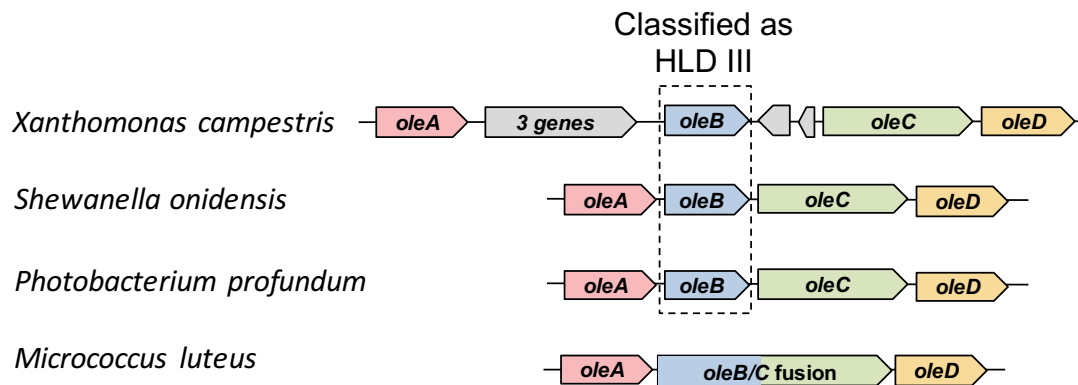 Classified as
HLD III
Xanthomonas campestris oleA 3 genes oleB oleC oleD
Shewanella onidensis oleA oleB oleC oleD
Photobacterium profundum oleA oleB oleC oleD
Micrococcus luteus oleA oleB/C fusion oleD